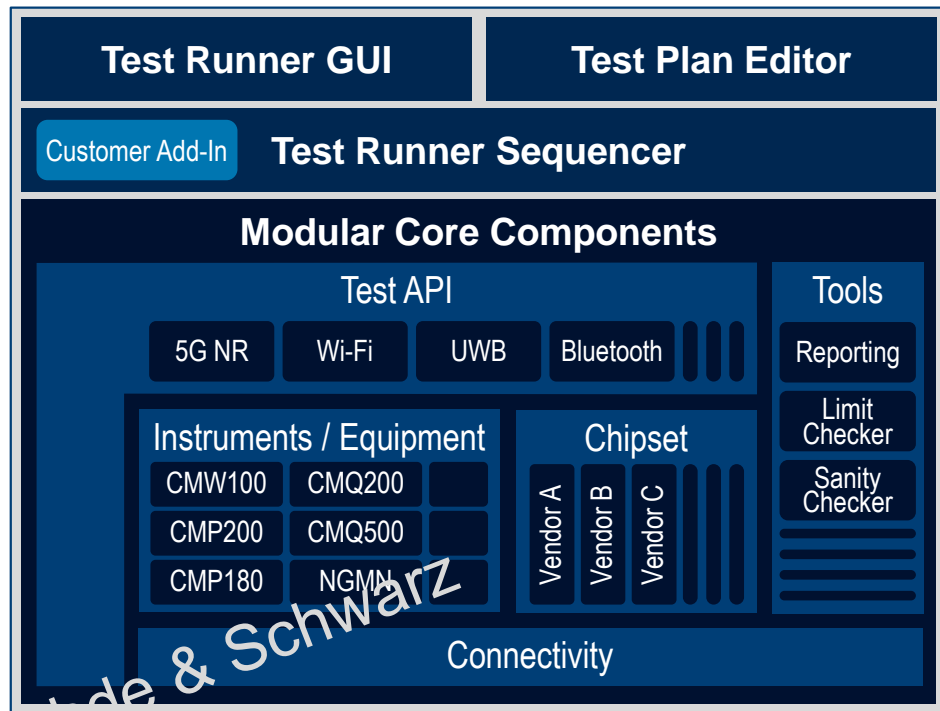 Test Runner GUI
Test Plan Editor
Customer Add-In
Test Runner Sequencer
Modular Core Components
Test API
5G NR
Wi-Fi
UWB
Bluetooth
Tools
Reporting
Limit
Checker
Sanity
Checker
Instruments / Equipment
CMW100
CMQ200
CMP200
CMQ500
CMP180
NGMN
Chipset
Vendor A
Vendor B
Vendor C
Connectivity
& Schwarz